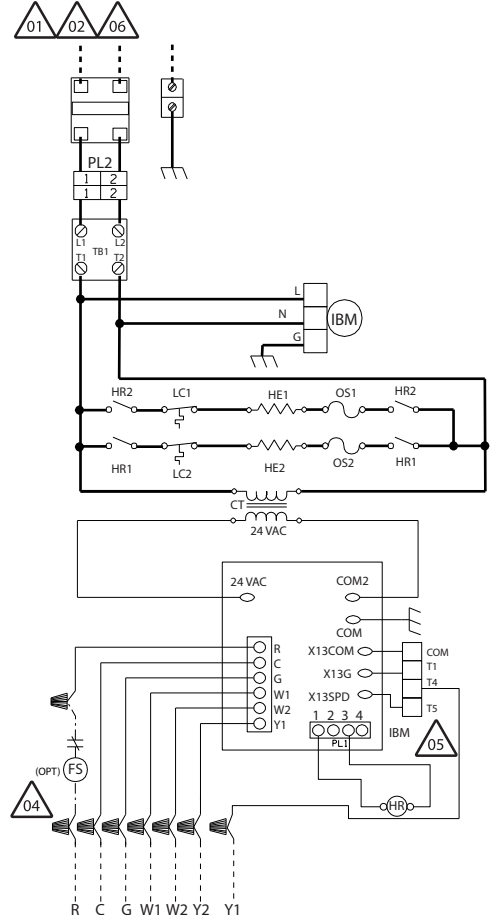 01 02 06
PL2
1 2
1 2
L1 L2
TB1
T1 T2
L
N IBM
G
HR2 LC1 HE1 OS1 HR2
HR1 LC2 HE2 OS2 HR1
CT
24 VAC
24 VAC COM2
COM
R X13COM COM
C T1
G X13G T4
W1 X13SPD
W2 T5
Y1 1 2 3 4 IBM 05
PL1
(OPT) FS
HR
04
R C G W1 W2 Y2 Y1